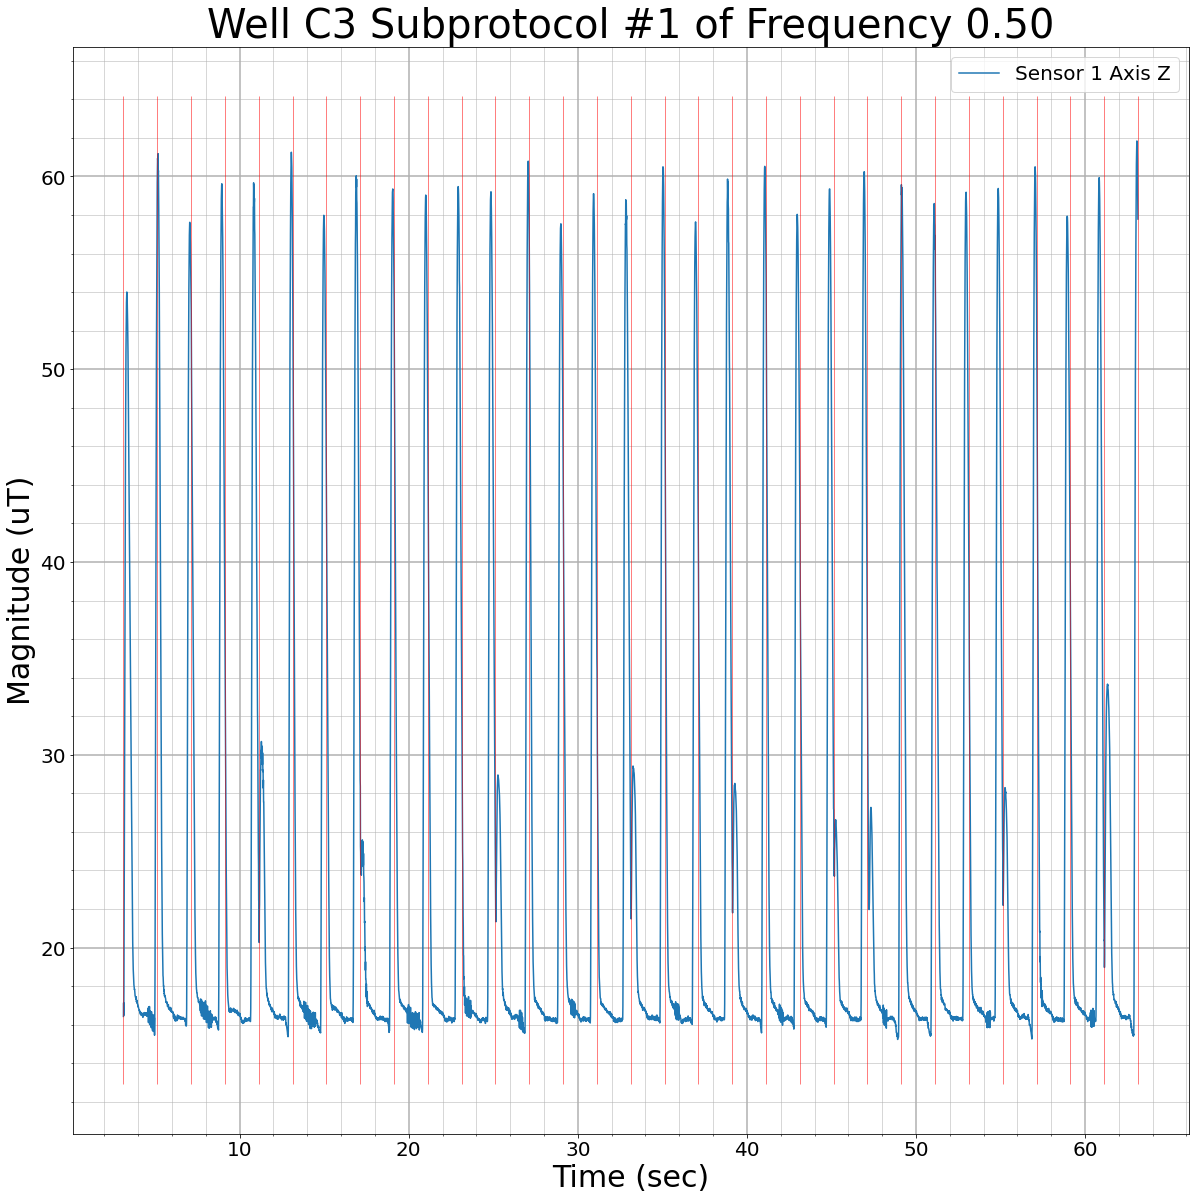 Well C3 Subprotocol #1 of Frequency 0.50
Sensor 1 Axis Z
60
50
40
30
20
Magnitude (uT)
10 20 30 40 50 60
Time (sec)